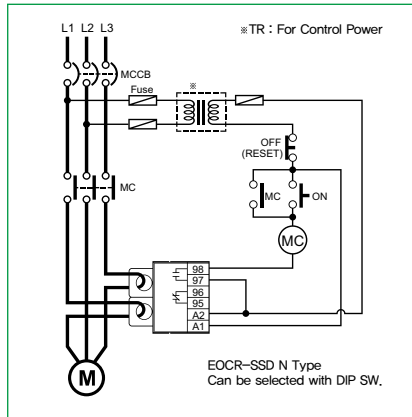 L1 L2 L3
※TR : For Control Power
MCCB
※
Fuse
OFF
(RESET)
MC
MC
ON
MC
98
97
96
95
A2
A1
M
EOCR-SSD N Type
Can be selected with DIP SW.